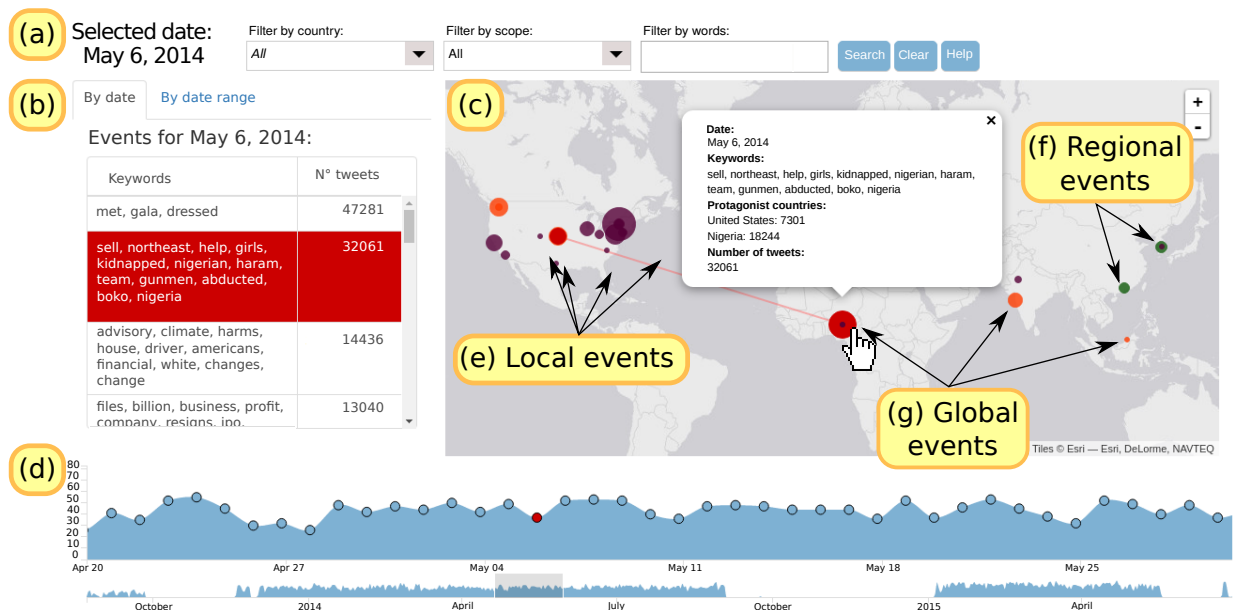 (a)
Selected date:
May 6, 2014
Filter by country:
All
Filter by scope:
All
Filter by words:
Search
Clear
Help
(b)
By date
By date range
Events for May 6, 2014:
Keywords
N° tweets
met, gala, dressed
47281
sell, northeast, help, girls,
kidnapped, nigerian, haram,
team, gunmen, abducted,
boko, nigeria
32061
advisory, climate, harms,
house, driver, americans,
financial, white, changes,
change
14436
files, billion, business, profit,
company, resigns, ipo,
13040
(c)
+
-
×
Date:
May 6, 2014
Keywords:
sell, northeast, help, girls, kidnapped, nigerian, haram,
team, gunmen, abducted, boko, nigeria
Protagonist countries:
United States: 7301
Nigeria: 18244
Number of tweets:
32061
(f) Regional
events
(e) Local events
(g) Global
events
Tiles © Esri — Esri, DeLorme, NAVTEQ
(d)
80
70
60
50
40
30
20
10
0
Apr 20
Apr 27
May 04
May 11
May 18
May 25
October
2014
April
July
October
2015
April